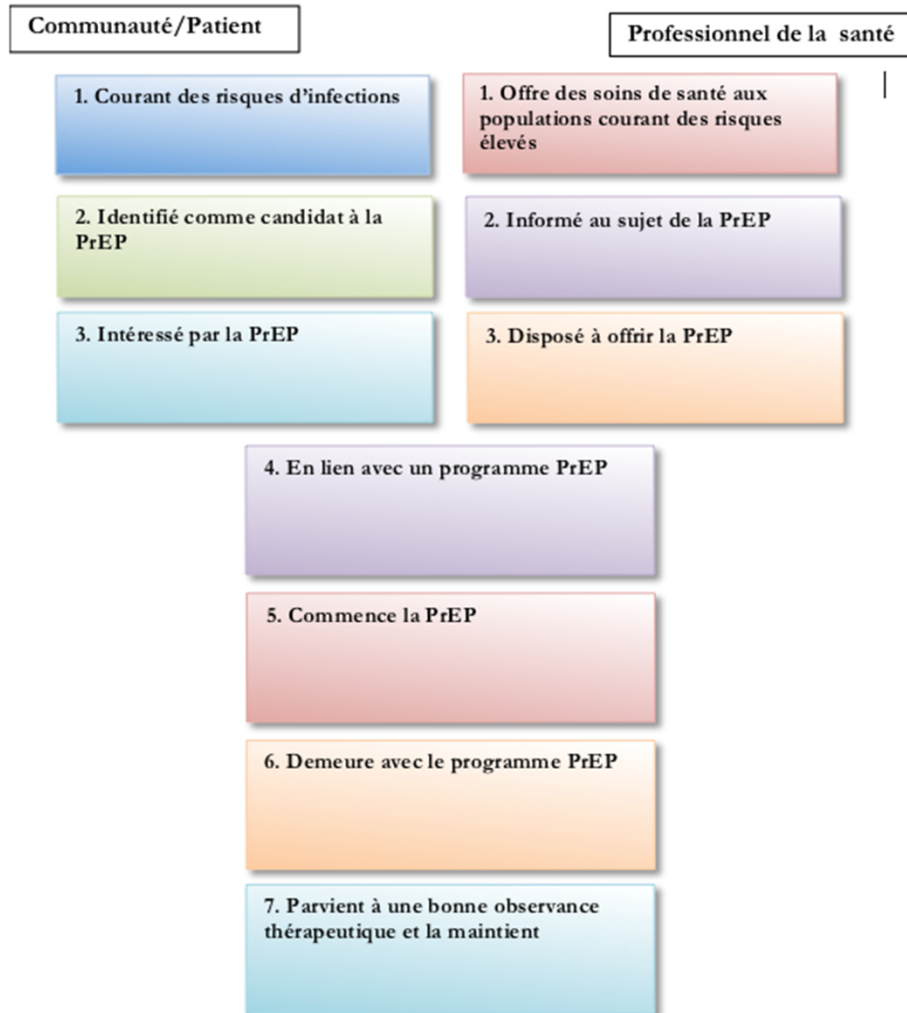 Communauté/Patient
Professionnel de la santé
1. Courant des risques d’infections
1. Offre des soins de santé aux
populations courant des risques
élevés
2. Identifié comme candidat à la
PrEP
2. Informé au sujet de la PrEP
3. Intéressé par la PrEP
3. Disposé à offrir la PrEP
4. En lien avec un programme PrEP
5. Commence la PrEP
6. Demeure avec le programme PrEP
7. Parvient à une bonne observance
thérapeutique et la maintient